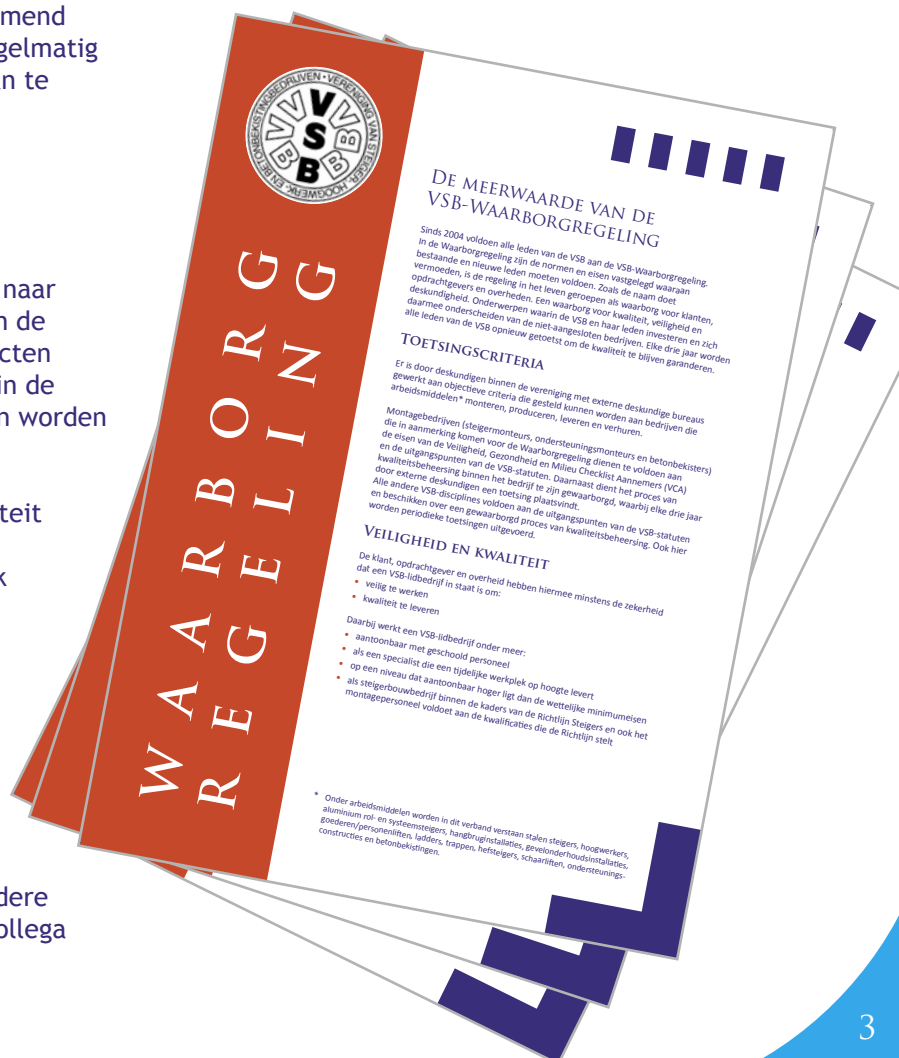 mend
gelmatig
n te
naar
n de
cten
in de
n worden
teit
k
dere
ollega
VERENIGING VAN STEIGER-, HOOGWERK- EN BETONBEKISTINGBEDRIJVEN
VSB
WAARBORG
REGELING
De meerwaarde van de
VSB-Waarborgregeling
Sinds 2004 voldoen alle leden van de VSB aan de VSB-Waarborgregeling.
In de Waarborgregeling zijn de normen en eisen vastgelegd waaraan
bestaande en nieuwe leden moeten voldoen. Zoals de naam doet
vermoeden, is de regeling in het leven geroepen als waarborg voor klanten,
opdrachtgevers en overheden. Een waarborg voor kwaliteit, veiligheid en
deskundigheid. Onderwerpen waarin de VSB en haar leden investeren en zich
daarmee onderscheiden van de niet-aangesloten bedrijven. Elke drie jaar worden
alle leden van de VSB opnieuw getoetst om de kwaliteit te blijven garanderen.
Toetsingscriteria
Er is door deskundigen binnen de vereniging met externe deskundige bureaus
gewerkt aan objectieve criteria die gesteld kunnen worden aan bedrijven die
arbeidsmiddelen* monteren, produceren, leveren en verhuren.
Montagebedrijven (steigermonteurs, ondersteuningsmonteurs en betonbekisters)
die in aanmerking komen voor de Waarborgregeling dienen te voldoen aan
de eisen van de Veiligheid, Gezondheid en Milieu Checklist Aannemers (VCA)
en de uitgangspunten van de VSB-statuten. Daarnaast dient het proces van
kwaliteitsbeheersing binnen het bedrijf te zijn gewaarborgd, waarbij elke drie jaar
door externe deskundigen een toetsing plaatsvindt.
Alle andere VSB-disciplines voldoen aan de uitgangspunten van de VSB-statuten
en beschikken over een gewaarborgd proces van kwaliteitsbeheersing. Ook hier
worden periodieke toetsingen uitgevoerd.
Veiligheid en kwaliteit
De klant, opdrachtgever en overheid hebben hiermee minstens de zekerheid
dat een VSB-lidbedrijf in staat is om:
• veilig te werken
• kwaliteit te leveren
Daarbij werkt een VSB-lidbedrijf onder meer:
• aantoonbaar met geschoold personeel
• als een specialist die een tijdelijke werkplek op hoogte levert
• op een niveau dat aantoonbaar hoger ligt dan de wettelijke minimumeisen
• als steigerbouwbedrijf binnen de kaders van de Richtlijn Steigers en ook het
montagepersoneel voldoet aan de kwalificaties die de Richtlijn stelt
* Onder arbeidsmiddelen worden in dit verband verstaan stalen steigers, hoogwerkers,
aluminium rol- en systeemsteigers, hangbruginstallaties, gevelonderhoudsinstallaties,
goederen/personenliften, ladders, trappen, hefsteigers, schaarliften, ondersteunings-
constructies en betonbekistingen.
3